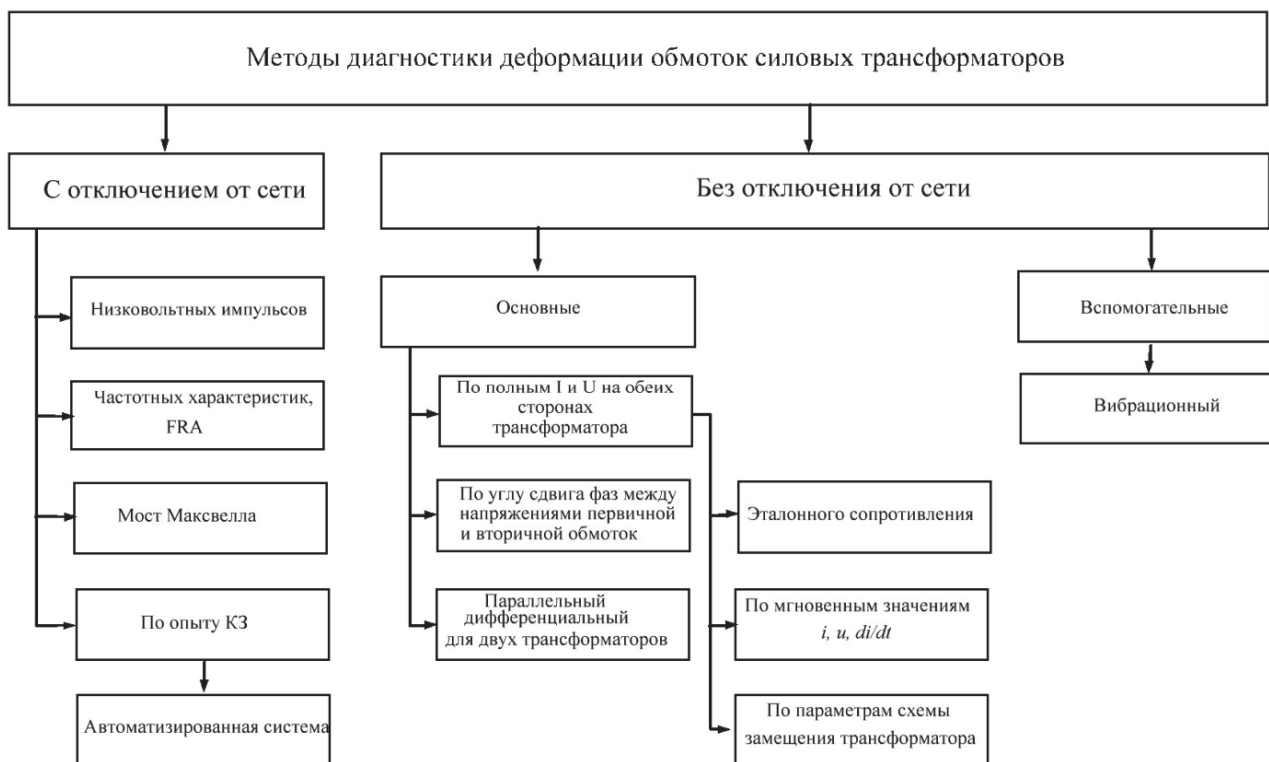 Методы диагностики деформации обмоток силовых трансформаторов
С отключением от сети
Без отключения от сети
Низковольтных импульсов
Частотных характеристик,
FRA
Мост Максвелла
По опыту КЗ
Автоматизированная система
Основные
По полным I и U на обеих
сторонах
трансформатора
По углу сдвига фаз между
напряжениями первичной
и вторичной обмоток
Параллельный
дифференциальный
для двух трансформаторов
Эталонного сопротивления
По мгновенным значениям
i, u, di/dt
По параметрам схемы
замещения трансформатора
Вспомогательные
Вибрационный